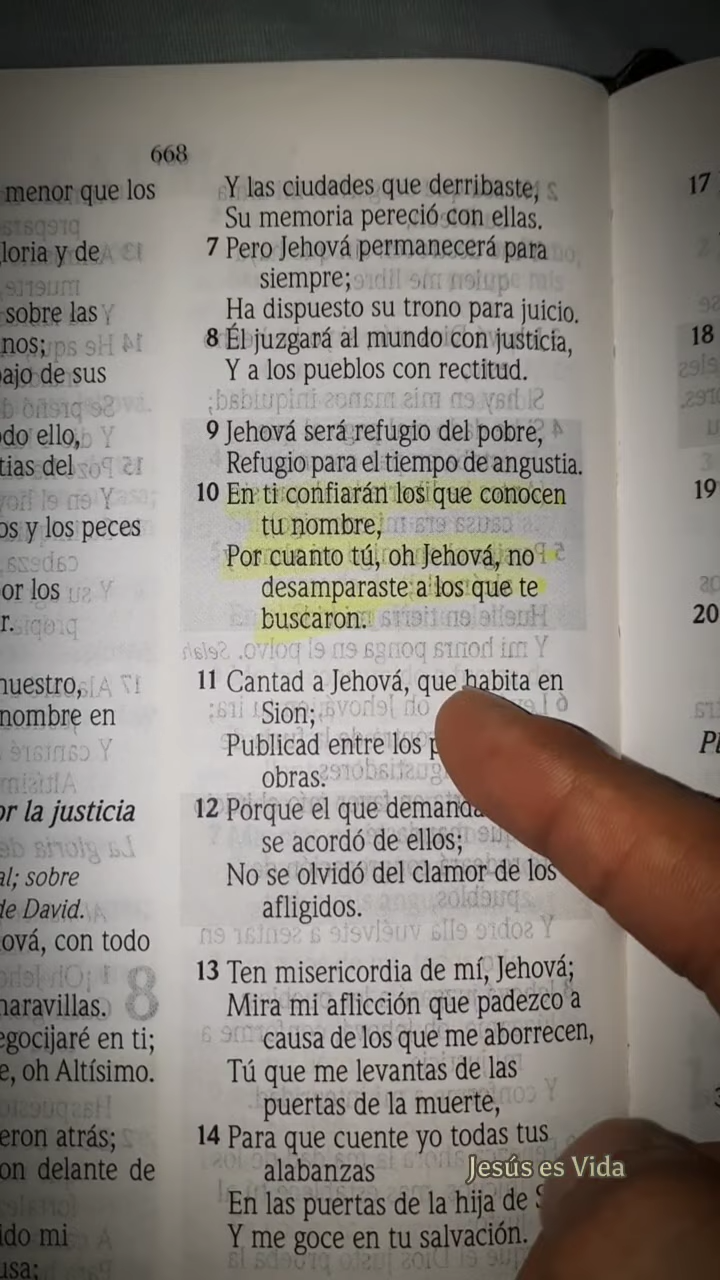 668
menor que los
loria y de
sobre las
nos;
ajo de sus
do ello,
tias del
os y los peces
or los
r.
nuestro,
nombre en
or la justicia
al; sobre
de David.
ová, con todo
maravillas.
egocijaré en ti;
e, oh Altísimo.
eron atrás;
on delante de
ido mi
usa;
Y las ciudades que derribaste,
Su memoria pereció con ellas.
7 Pero Jehová permanecerá para
siempre;
Ha dispuesto su trono para juicio.
8 Él juzgará al mundo con justicia,
Y a los pueblos con rectitud.
9 Jehová será refugio del pobre,
Refugio para el tiempo de angustia.
10 En ti confiarán los que conocen
tu nombre,
Por cuanto tú, oh Jehová, no
desamparaste a los que te
buscaron.
11 Cantad a Jehová, que habita en
Sion;
Publicad entre los p
obras.
12 Porque el que demanda
se acordó de ellos;
No se olvidó del clamor de los
afligidos.
13 Ten misericordia de mí, Jehová;
Mira mi aflicción que padezco a
causa de los que me aborrecen,
Tú que me levantas de las
puertas de la muerte,
14 Para que cuente yo todas tus
alabanzas
En las puertas de la hija de S
Y me goce en tu salvación.
17
18
19
20
Jesús es Vida